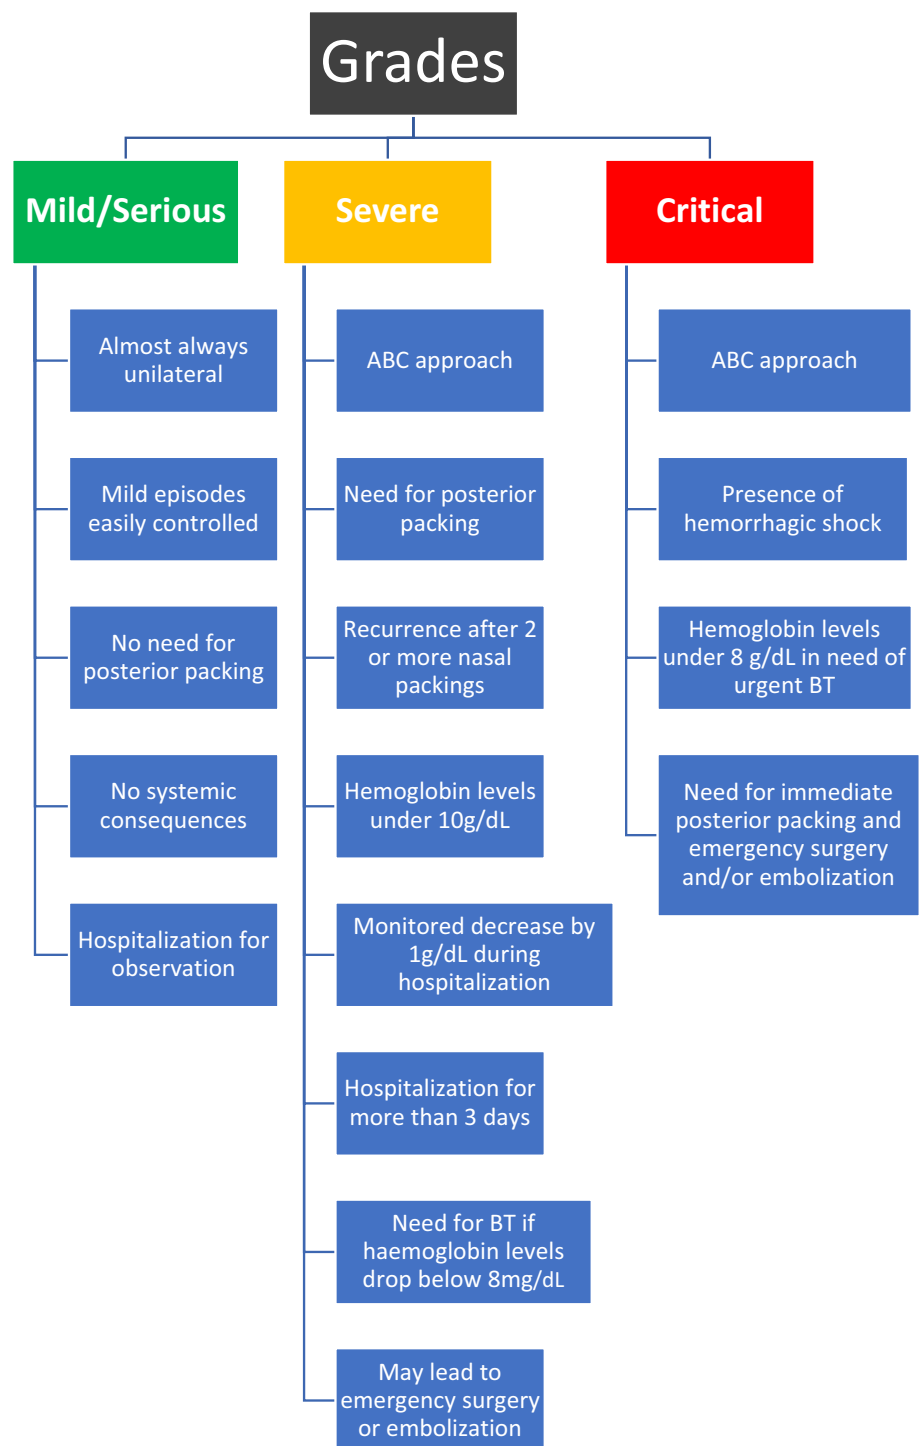 Grades
Mild/Serious
Almost always
unilateral
Mild episodes
easily controlled
No need for
posterior packing
No systemic
consequences
Hospitalization for
observation
Severe
ABC approach
Need for posterior
packing
Recurrence after 2
or more nasal
packings
Hemoglobin levels
under 10g/dL
Monitored decrease by
1g/dL during
hospitalization
Hospitalization for
more than 3 days
Need for BT if
haemoglobin levels
drop below 8mg/dL
May lead to
emergency surgery
or embolization
Critical
ABC approach
Presence of
hemorrhagic shock
Hemoglobin levels
under 8 g/dL in need of
urgent BT
Need for immediate
posterior packing and
emergency surgery
and/or embolization